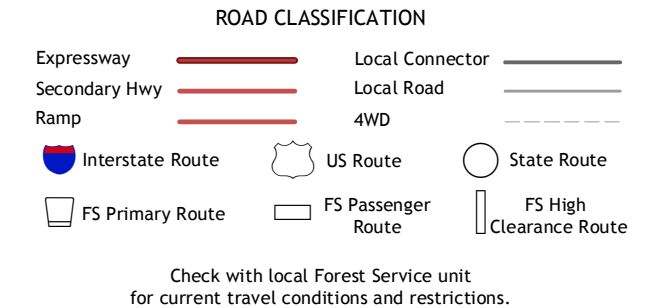 ROAD CLASSIFICATION
Expressway
Local Connector
Secondary Hwy
Local Road
Ramp
4WD
Interstate Route
US Route
State Route
FS Primary Route
FS Passenger
Route
FS High
Clearance Route
Check with local Forest Service unit
for current travel conditions and restrictions.